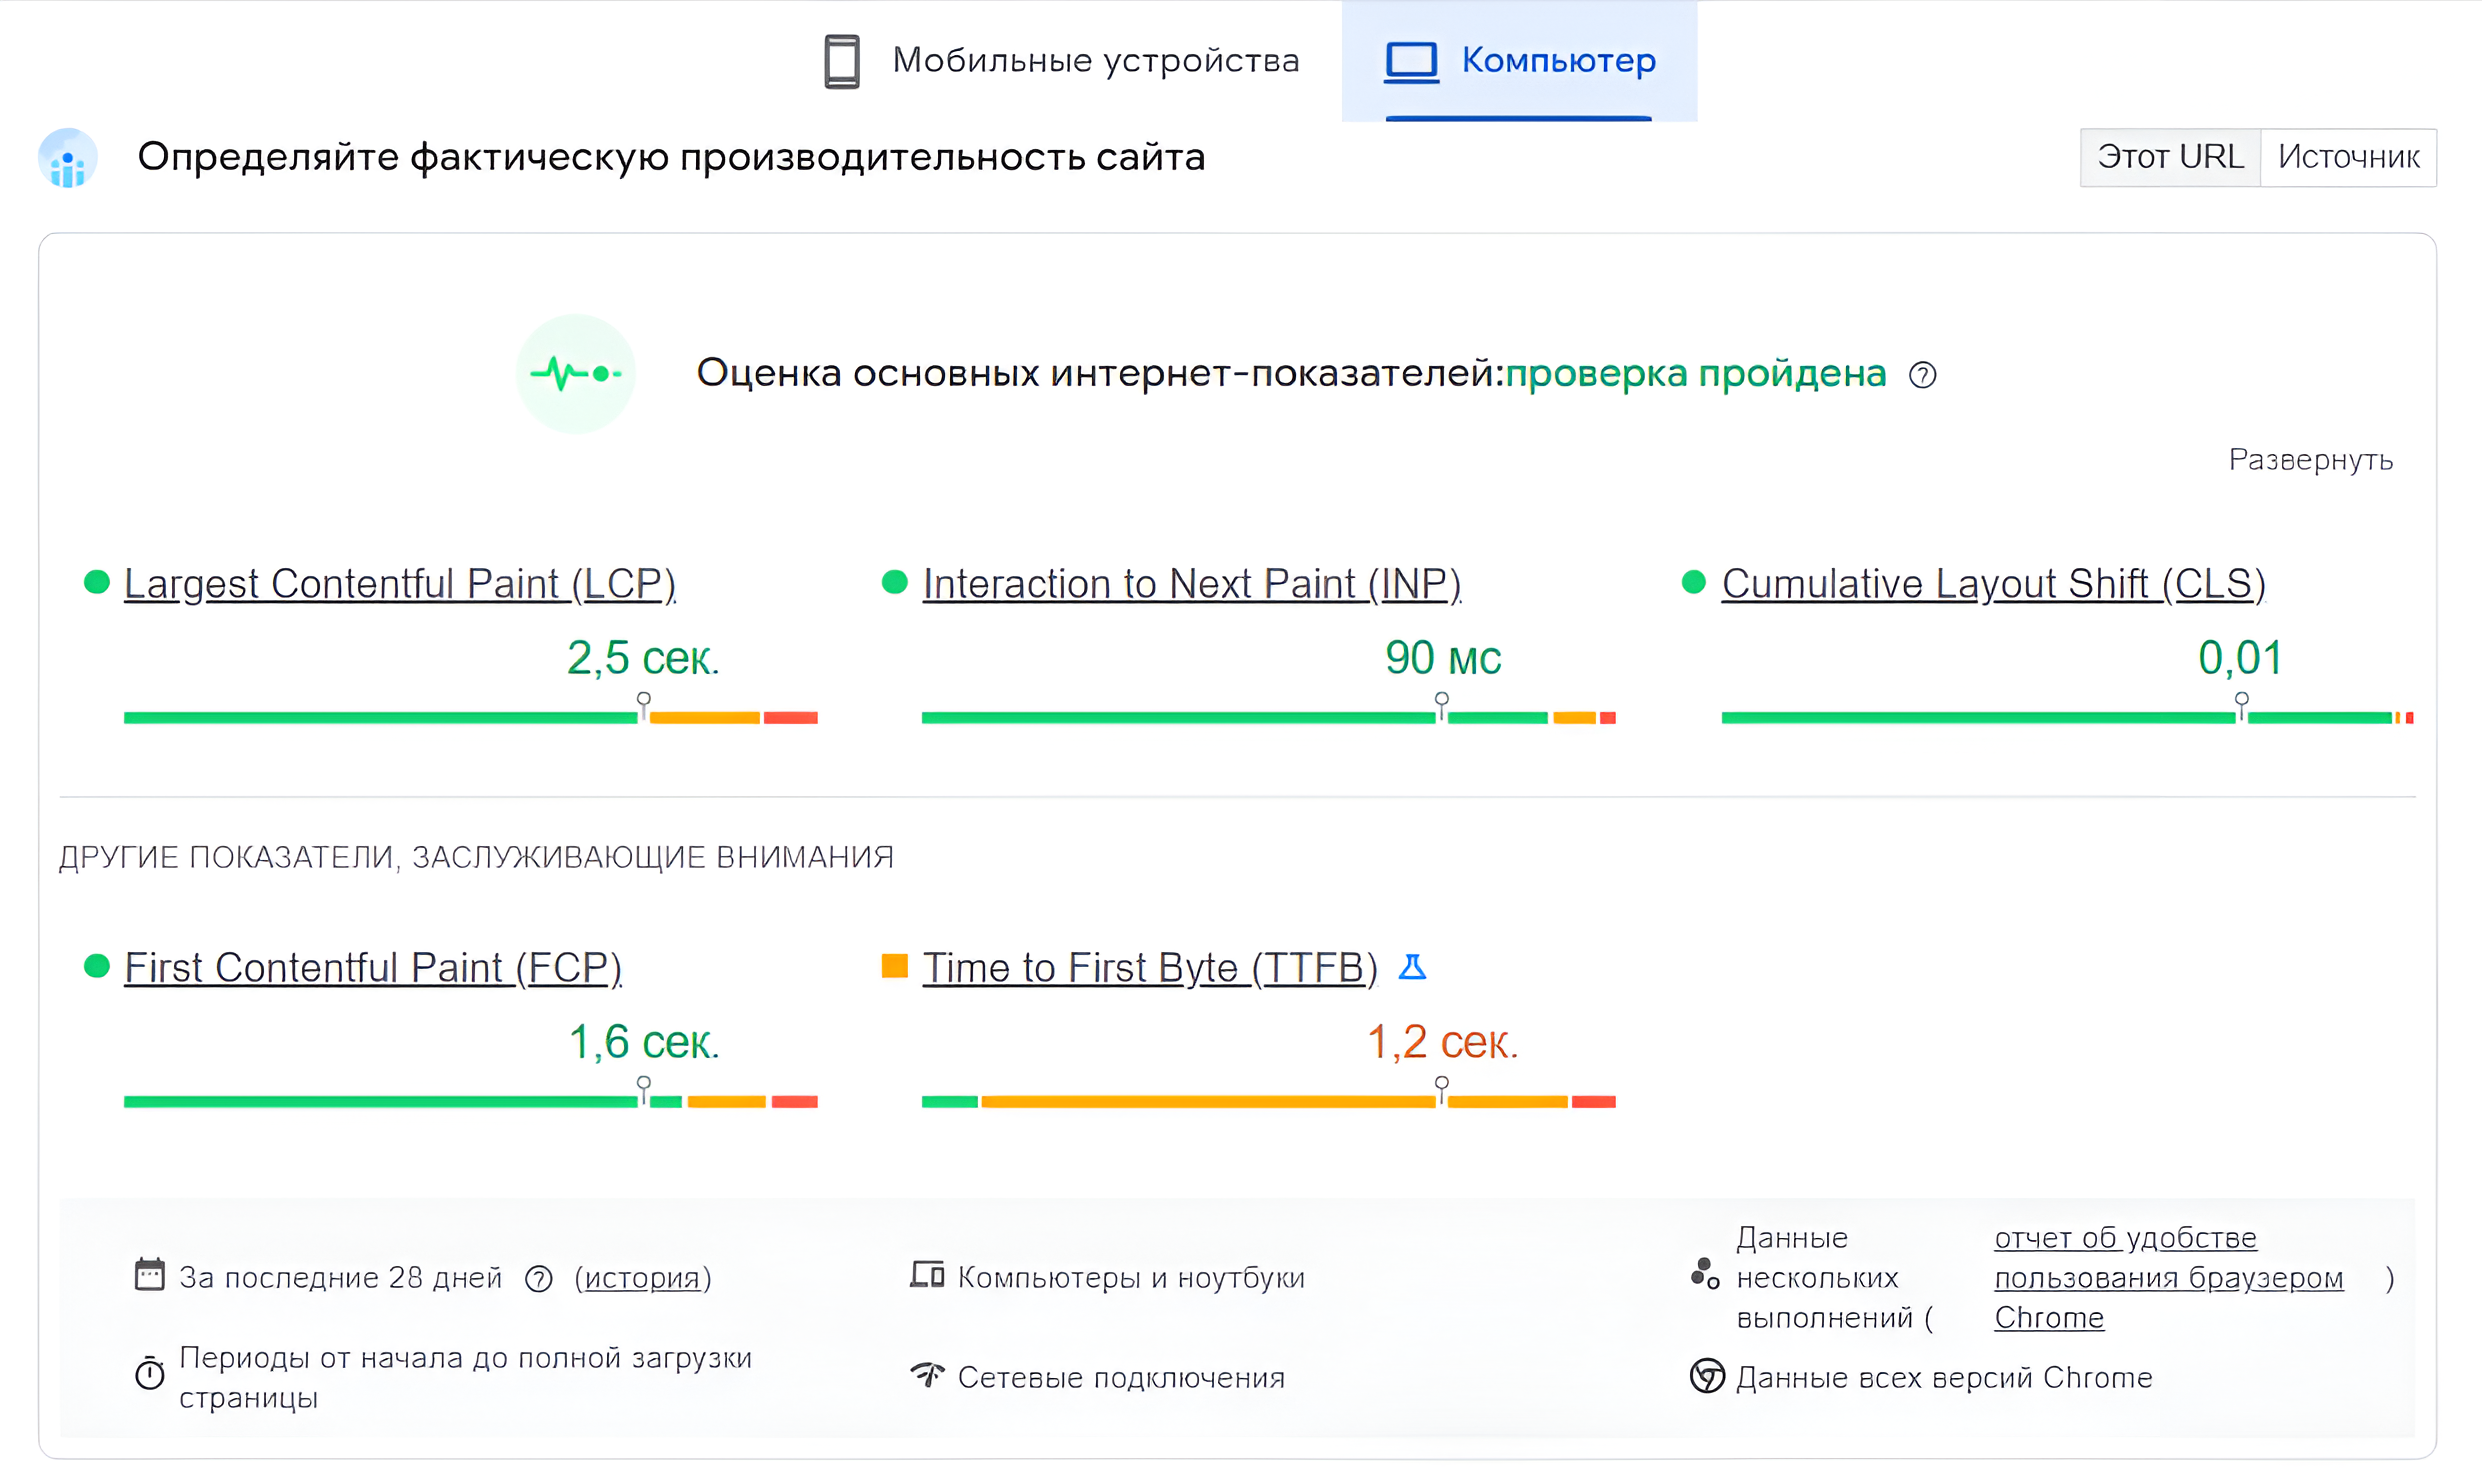 Мобильные устройства
Компьютер
Определяйте фактическую производительность сайта
Этот URL
Источник
Оценка основных интернет-показателей:проверка пройдена
Развернуть
Largest Contentful Paint (LCP)
2,5 сек.
Interaction to Next Paint (INP)
90 мс
Cumulative Layout Shift (CLS)
0,01
ДРУГИЕ ПОКАЗАТЕЛИ, ЗАСЛУЖИВАЮЩИЕ ВНИМАНИЯ
First Contentful Paint (FCP)
1,6 сек.
Time to First Byte (TTFB)
1,2 сек.
За последние 28 дней (история)
Компьютеры и ноутбуки
Данные отчет об удобстве
нескольких пользования браузером )
выполнений ( Chrome
Периоды от начала до полной загрузки
страницы
Сетевые подключения
Данные всех версий Chrome